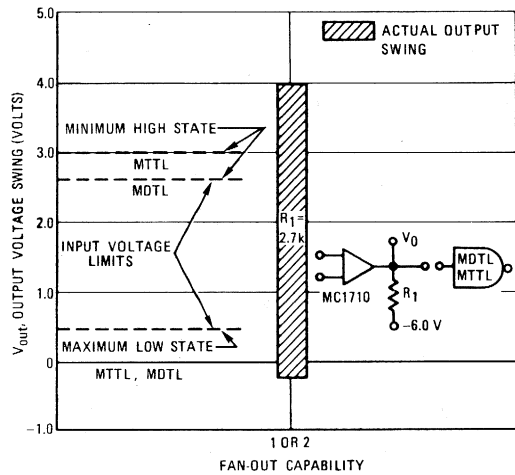 V_out, OUTPUT VOLTAGE SWING (VOLTS)
5.0
4.0
3.0
2.0
1.0
0
−1.0
ACTUAL OUTPUT
SWING
MINIMUM HIGH STATE
MTTL
MDTL
INPUT VOLTAGE
LIMITS
MAXIMUM LOW STATE
MTTL, MDTL
R1=
2.7k
MC1710
V0
R1
−6.0 V
MDTL
MTTL
1 OR 2
FAN-OUT CAPABILITY